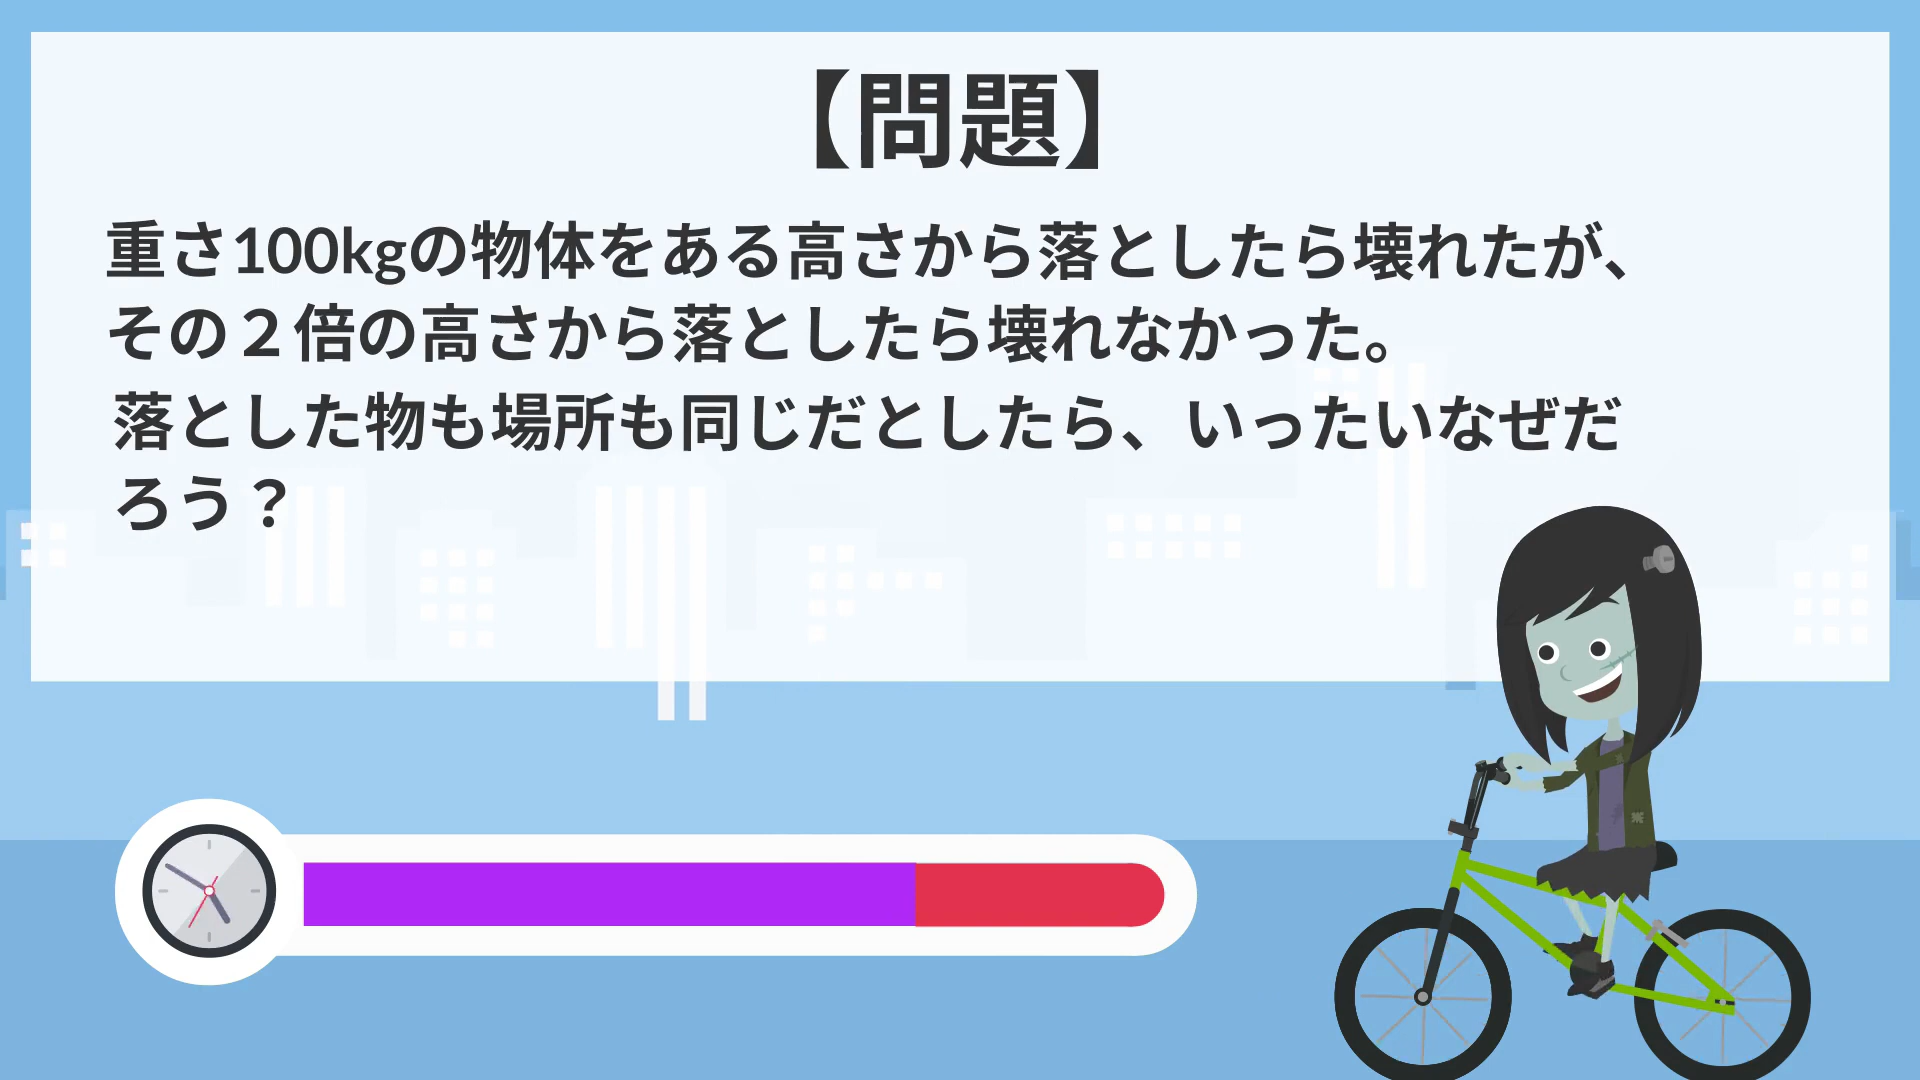 【問題】
重さ100kgの物体をある高さから落としたら壊れたが、
その２倍の高さから落としたら壊れなかった。
落とした物も場所も同じだとしたら、いったいなぜだ
ろう？